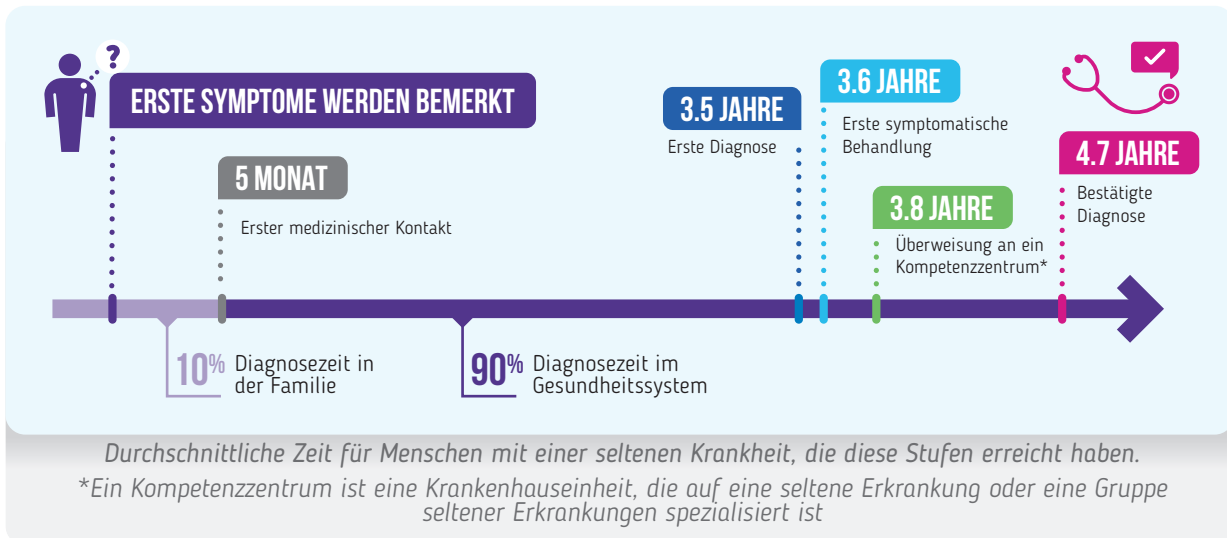 ?
ERSTE SYMPTOME WERDEN BEMERKT
5 MONAT
Erster medizinischer Kontakt
3.5 JAHRE
Erste Diagnose
3.6 JAHRE
Erste symptomatische
Behandlung
3.8 JAHRE
Überweisung an ein
Kompetenzzentrum*
4.7 JAHRE
Bestätigte
Diagnose
10% Diagnosezeit in
der Familie
90% Diagnosezeit im
Gesundheitssystem
Durchschnittliche Zeit für Menschen mit einer seltenen Krankheit, die diese Stufen erreicht haben.
*Ein Kompetenzzentrum ist eine Krankenhauseinheit, die auf eine seltene Erkrankung oder eine Gruppe
seltener Erkrankungen spezialisiert ist